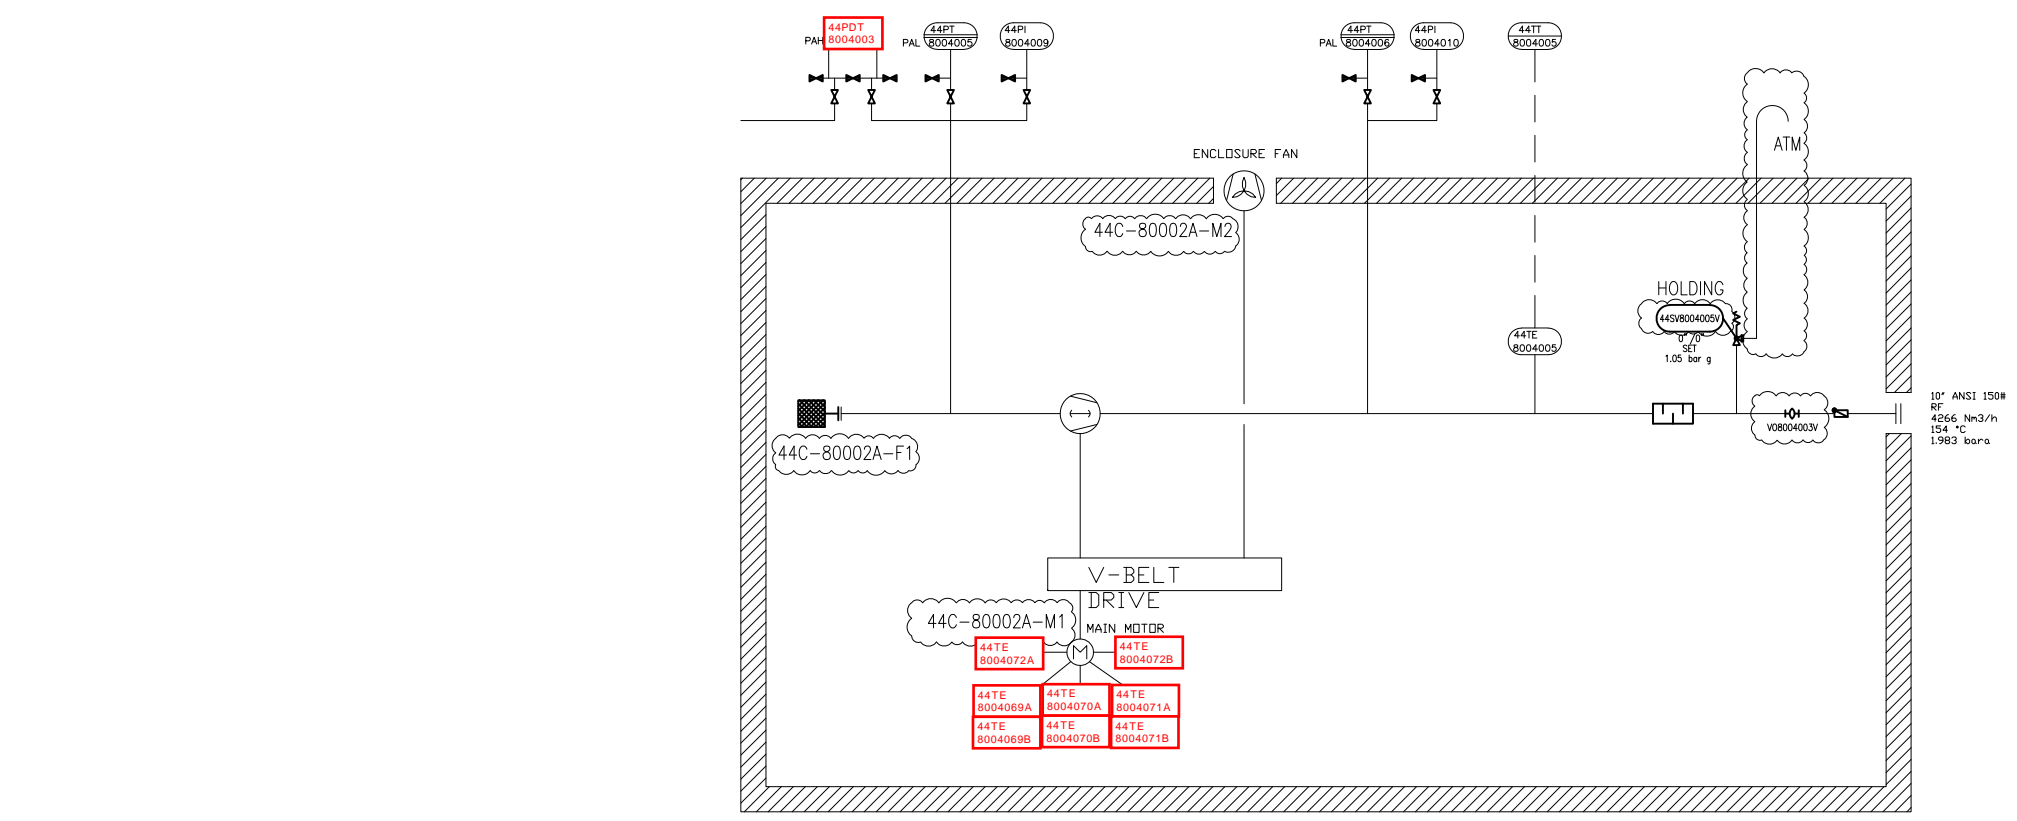 44PDT
8004003
PAH
44PT
8004005
PAL
44PI
8004009
44PT
8004006
PAL
44PI
8004010
44TT
8004005
ATM
ENCLOSURE FAN
44C-80002A-M2
HOLDING
44SV8004005V
0"/0"
SET
1.05 bar g
44TE
8004005
10" ANSI 150#
RF
4266 Nm3/h
154 °C
1.983 bara
VO8004003V
44C-80002A-F1
V-BELT
DRIVE
44C-80002A-M1
MAIN MOTOR
M
44TE
8004072A
44TE
8004072B
44TE
8004069A
44TE
8004070A
44TE
8004071A
44TE
8004069B
44TE
8004070B
44TE
8004071B